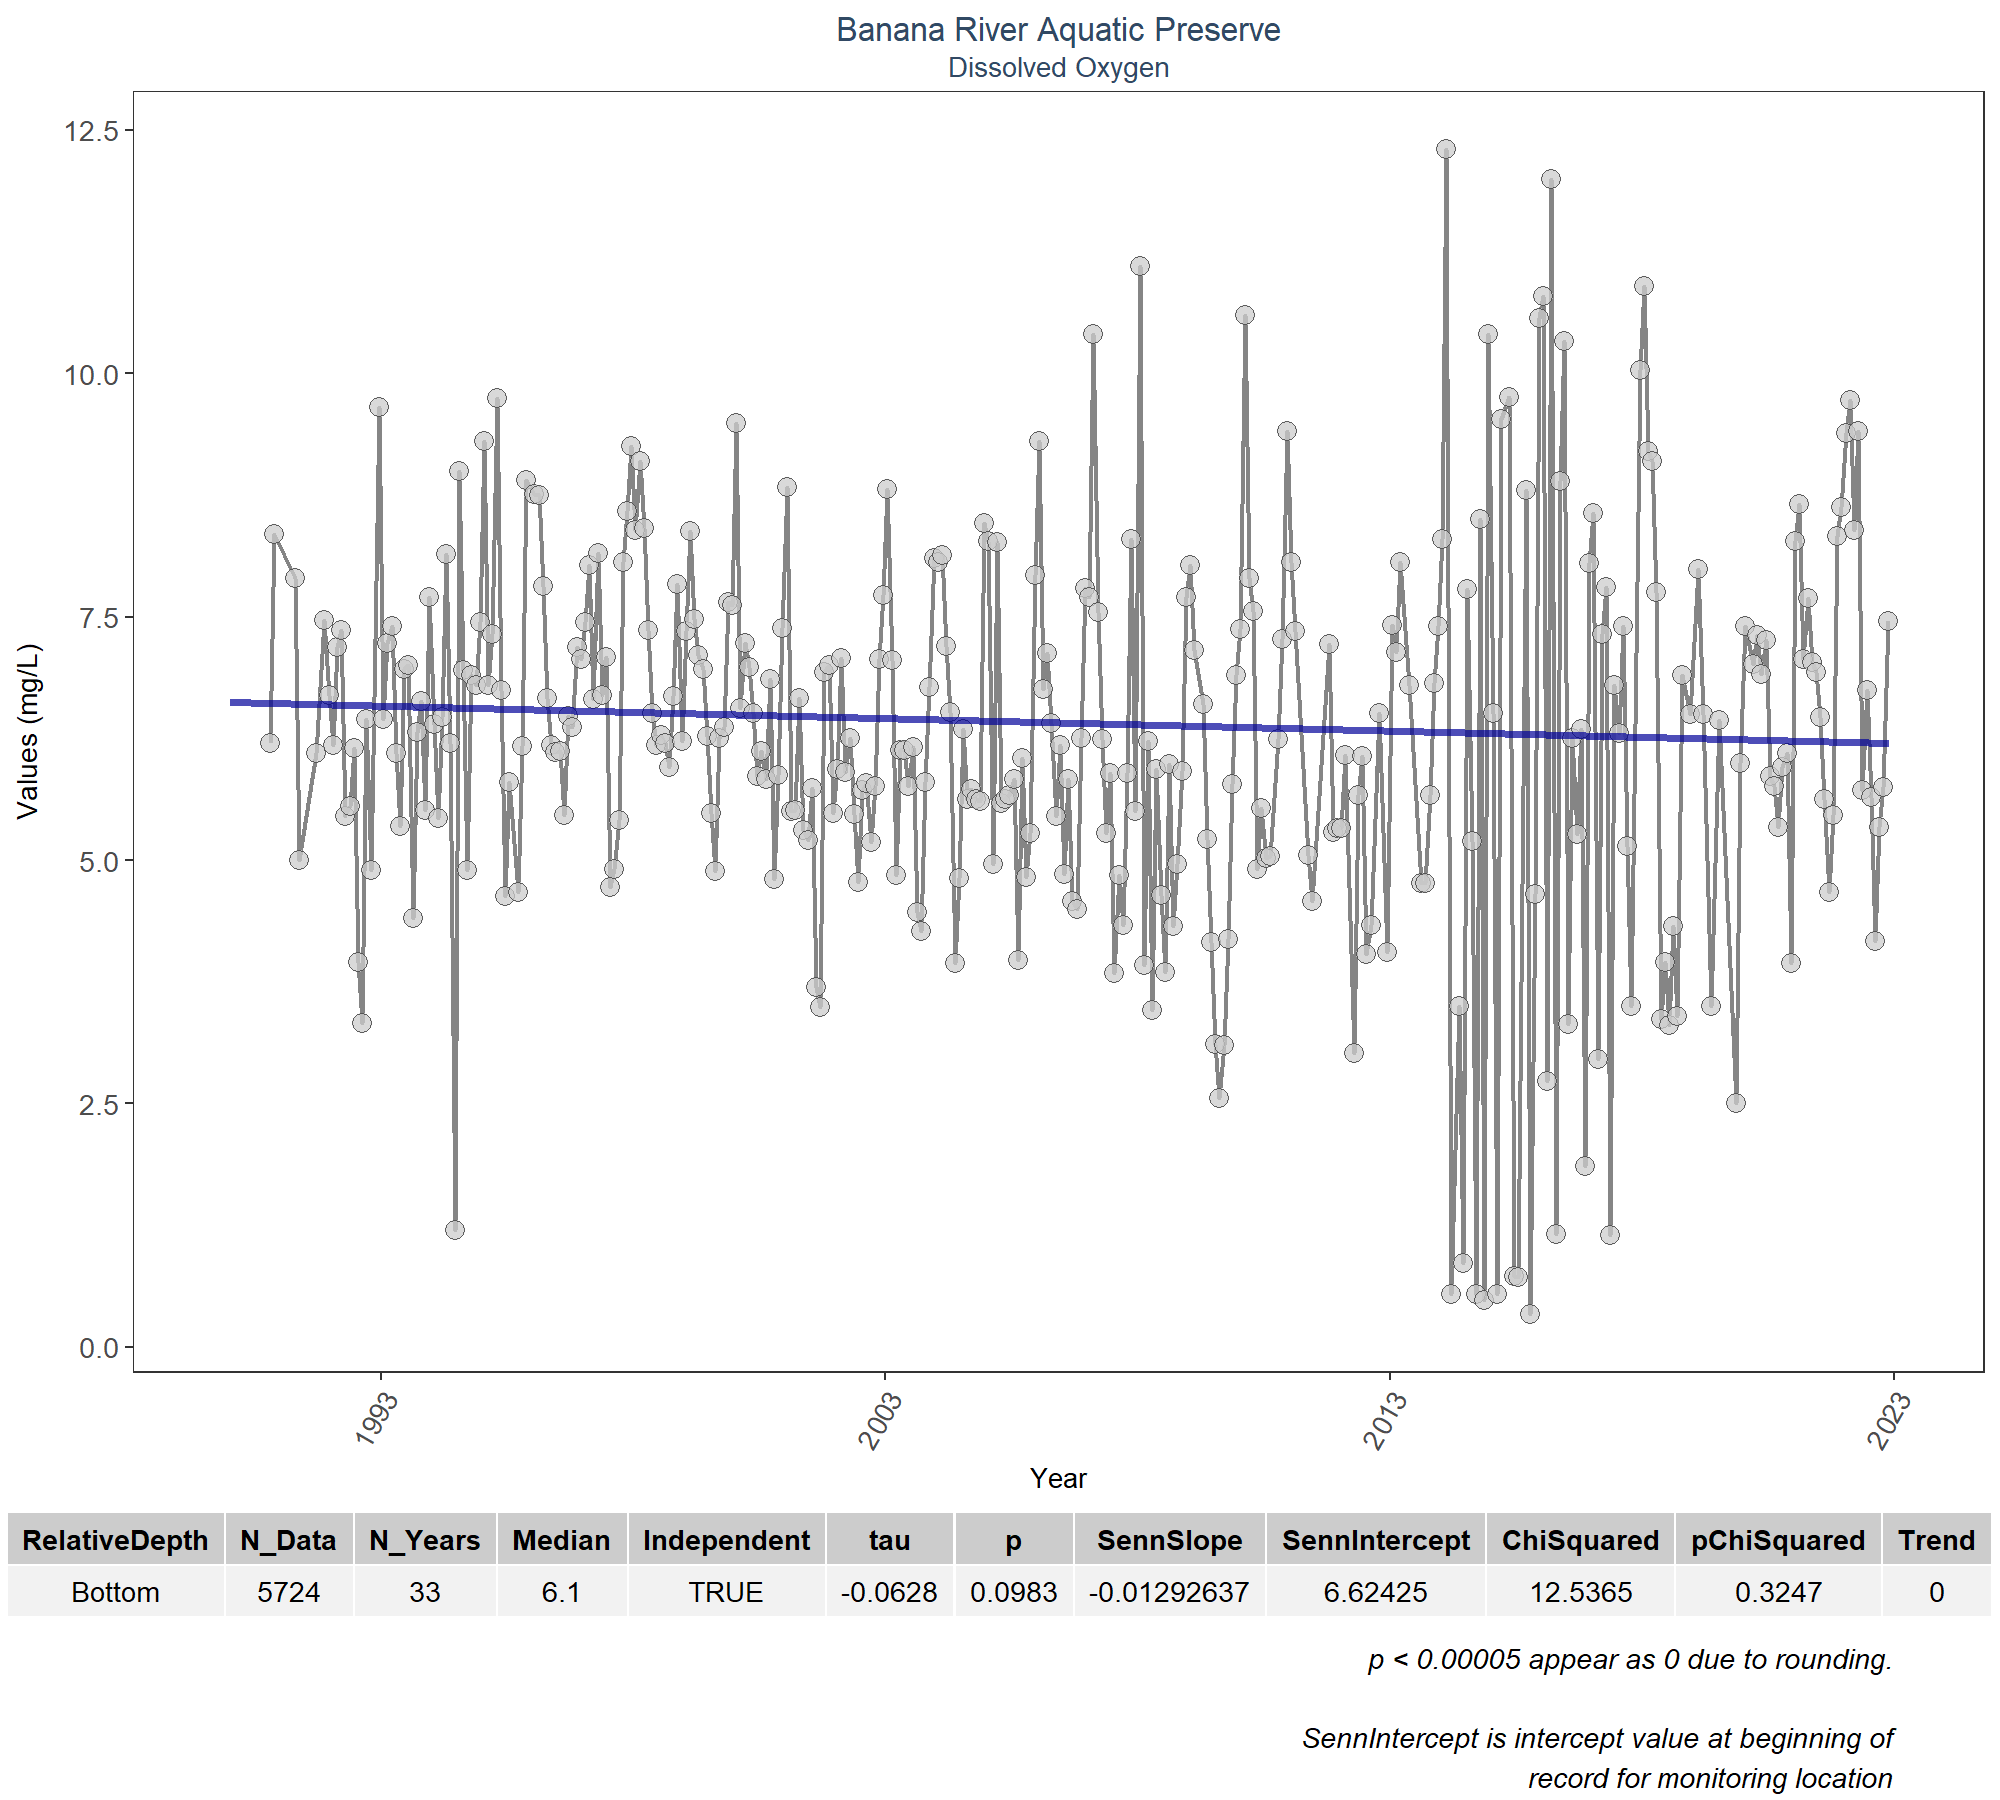 Banana River Aquatic Preserve
Dissolved Oxygen
12.5
10.0
7.5
5.0
2.5
0.0
Values (mg/L)
1993
2003
2013
2023
Year
RelativeDepth N_Data N_Years Median Independent tau p SennSlope SennIntercept ChiSquared pChiSquared Trend
Bottom 5724 33 6.1 TRUE -0.0628 0.0983 -0.01292637 6.62425 12.5365 0.3247 0
p < 0.00005 appear as 0 due to rounding.
SennIntercept is intercept value at beginning of
record for monitoring location